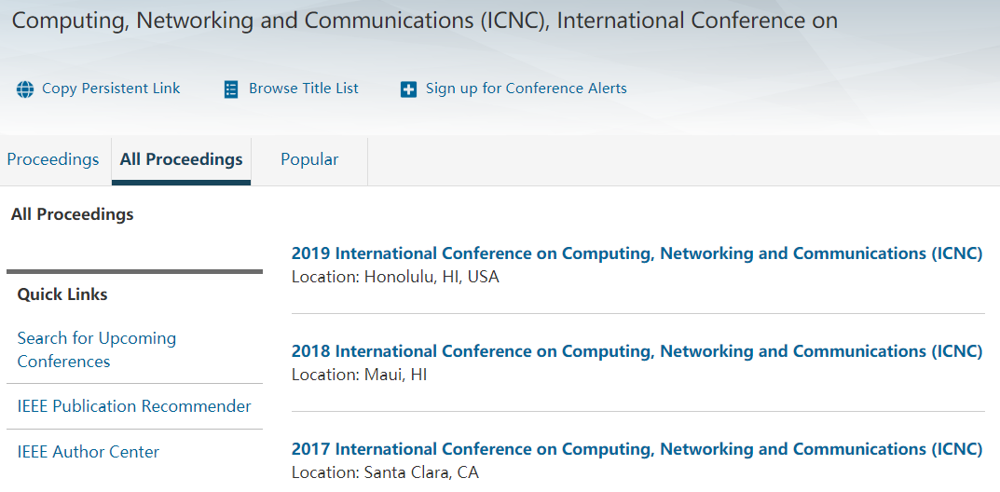 Computing, Networking and Communications (ICNC), International Conference on
Copy Persistent Link
Browse Title List
Sign up for Conference Alerts
Proceedings
All Proceedings
Popular
All Proceedings
Quick Links
Search for Upcoming
Conferences
IEEE Publication Recommender
IEEE Author Center
2019 International Conference on Computing, Networking and Communications (ICNC)
Location: Honolulu, HI, USA
2018 International Conference on Computing, Networking and Communications (ICNC)
Location: Maui, HI
2017 International Conference on Computing, Networking and Communications (ICNC)
Location: Santa Clara, CA